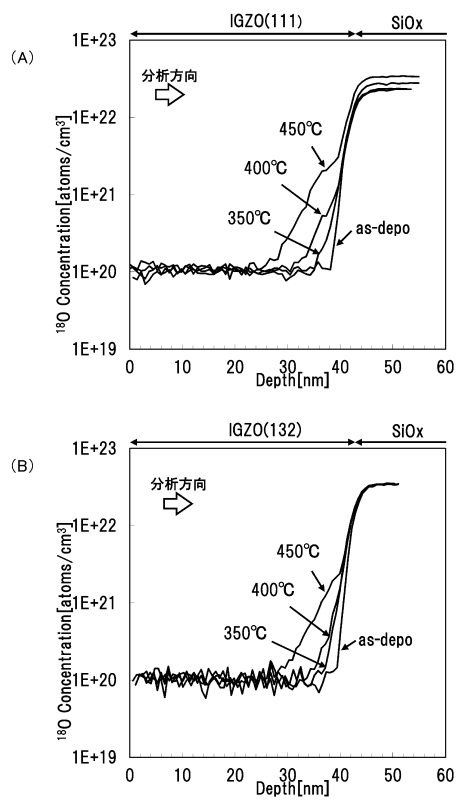 (A)
IGZO(111)
SiOx
1E+23
分析方向
1E+22
450℃
400℃
1E+21
350℃
as-depo
1E+20
1E+19
¹⁸O Concentration[atoms/cm³]
0 10 20 30 40 50 60
Depth[nm]
(B)
IGZO(132)
SiOx
1E+23
分析方向
1E+22
450℃
400℃
1E+21
350℃
as-depo
1E+20
1E+19
¹⁸O Concentration[atoms/cm³]
0 10 20 30 40 50 60
Depth[nm]